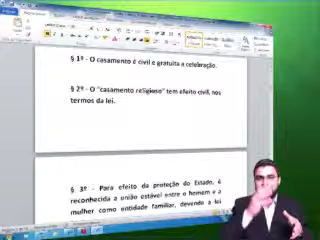 § 1º - O casamento é civil e gratuita a celebração.
§ 2º - O "casamento religioso" tem efeito civil, nos
termos da lei.
§ 3º - Para efeito da proteção do Estado, é
reconhecida a união estável entre o homem e a
mulher como entidade familiar, devendo a lei